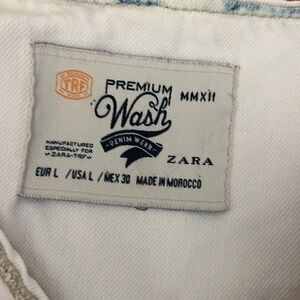 TRF
PREMIUM
MMXII
Wash
DENIM WEAR
MANUFACTURED
ESPECIALLY FOR
-ZARA-TRF-
ZARA
EUR L / USA L / MEX 30 MADE IN MOROCCO